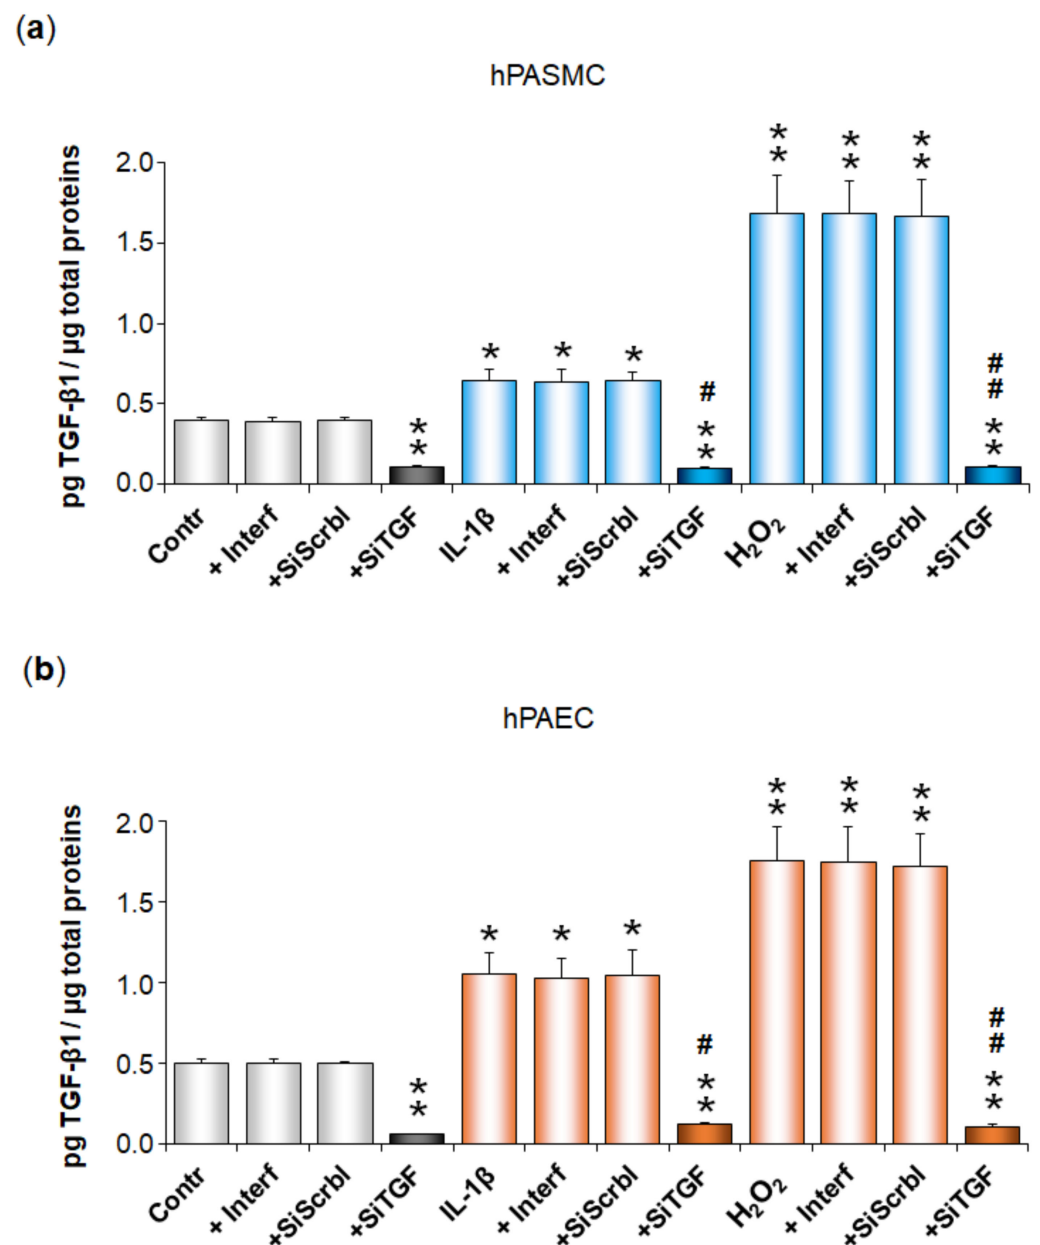 (a)
hPASMC
pg TGF-β1/ µg total proteins
2.0
1.5
1.0
0.5
0.0
* * * * * * * * * * * * * * *
# # #
Contr + Interf +SiScrbl +SiTGF IL-1β + Interf +SiScrbl +SiTGF H₂O₂ + Interf +SiScrbl +SiTGF
(b)
hPAEC
pg TGF-β1/ µg total proteins
2.0
1.5
1.0
0.5
0.0
* * * * * * * * * * * * * * *
# # #
Contr + Interf +SiScrbl +SiTGF IL-1β + Interf +SiScrbl +SiTGF H₂O₂ + Interf +SiScrbl +SiTGF